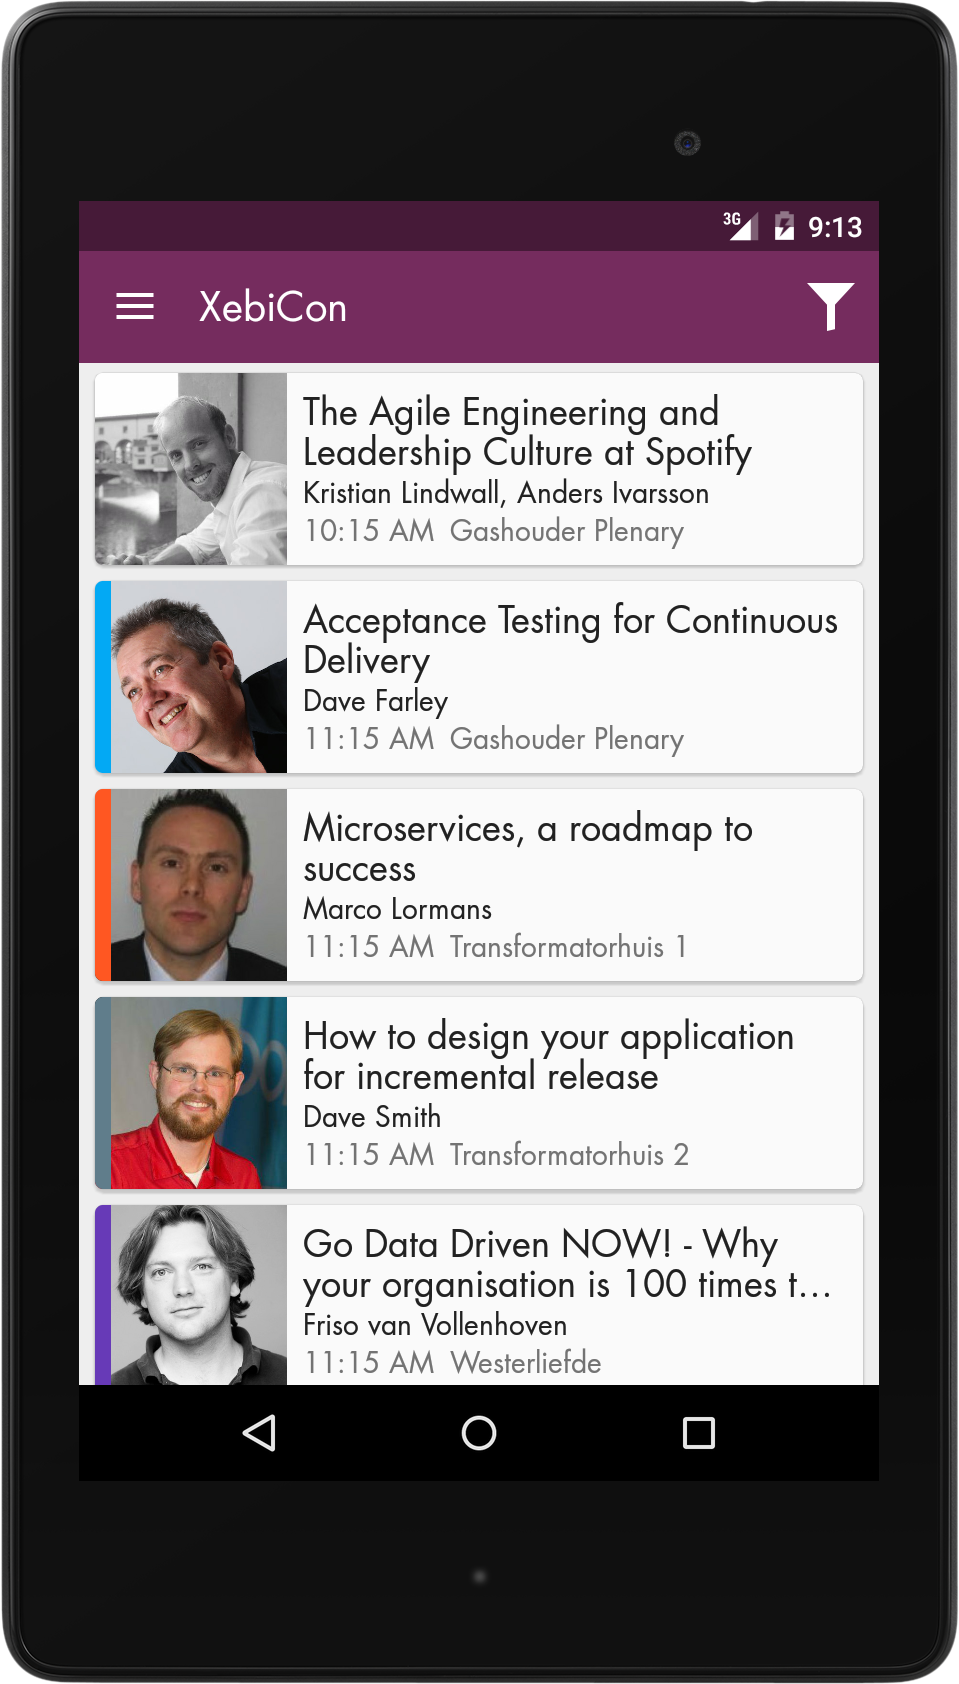 3G 9:13
XebiCon
The Agile Engineering and
Leadership Culture at Spotify
Kristian Lindwall, Anders Ivarsson
10:15 AM Gashouder Plenary
Acceptance Testing for Continuous
Delivery
Dave Farley
11:15 AM Gashouder Plenary
Microservices, a roadmap to
success
Marco Lormans
11:15 AM Transformatorhuis 1
How to design your application
for incremental release
Dave Smith
11:15 AM Transformatorhuis 2
Go Data Driven NOW! - Why
your organisation is 100 times t...
Friso van Vollenhoven
11:15 AM Westerliefde